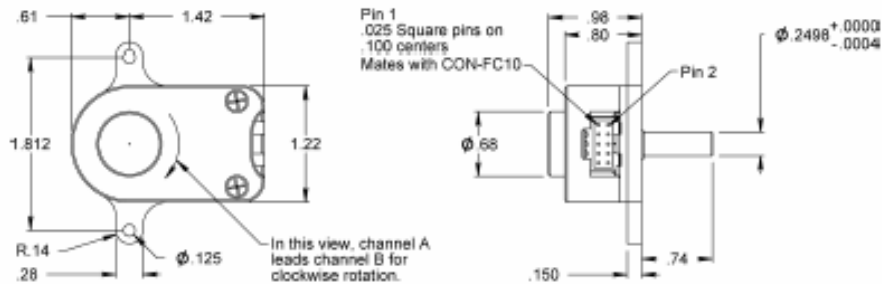 .61
1.42
1.812
1.22
R.14
.28
Ø.125
In this view, channel A
leads channel B for
clockwise rotation.
Pin 1
.025 Square pins on
.100 centers
Mates with CON-FC10
.98
.80
Pin 2
Ø.2498 +.0000
-.0004
Ø.68
.150
.74